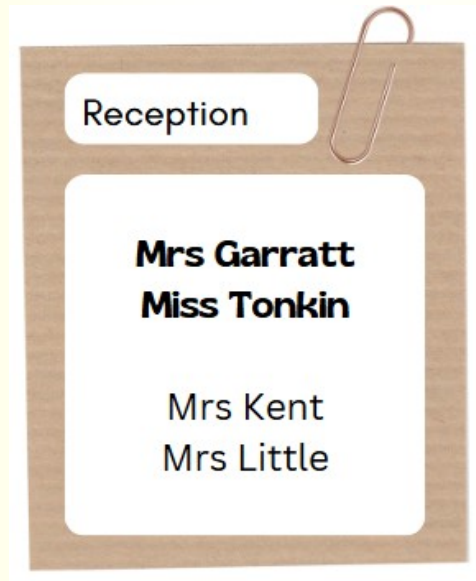 Reception
Mrs Garratt
Miss Tonkin
Mrs Kent
Mrs Little